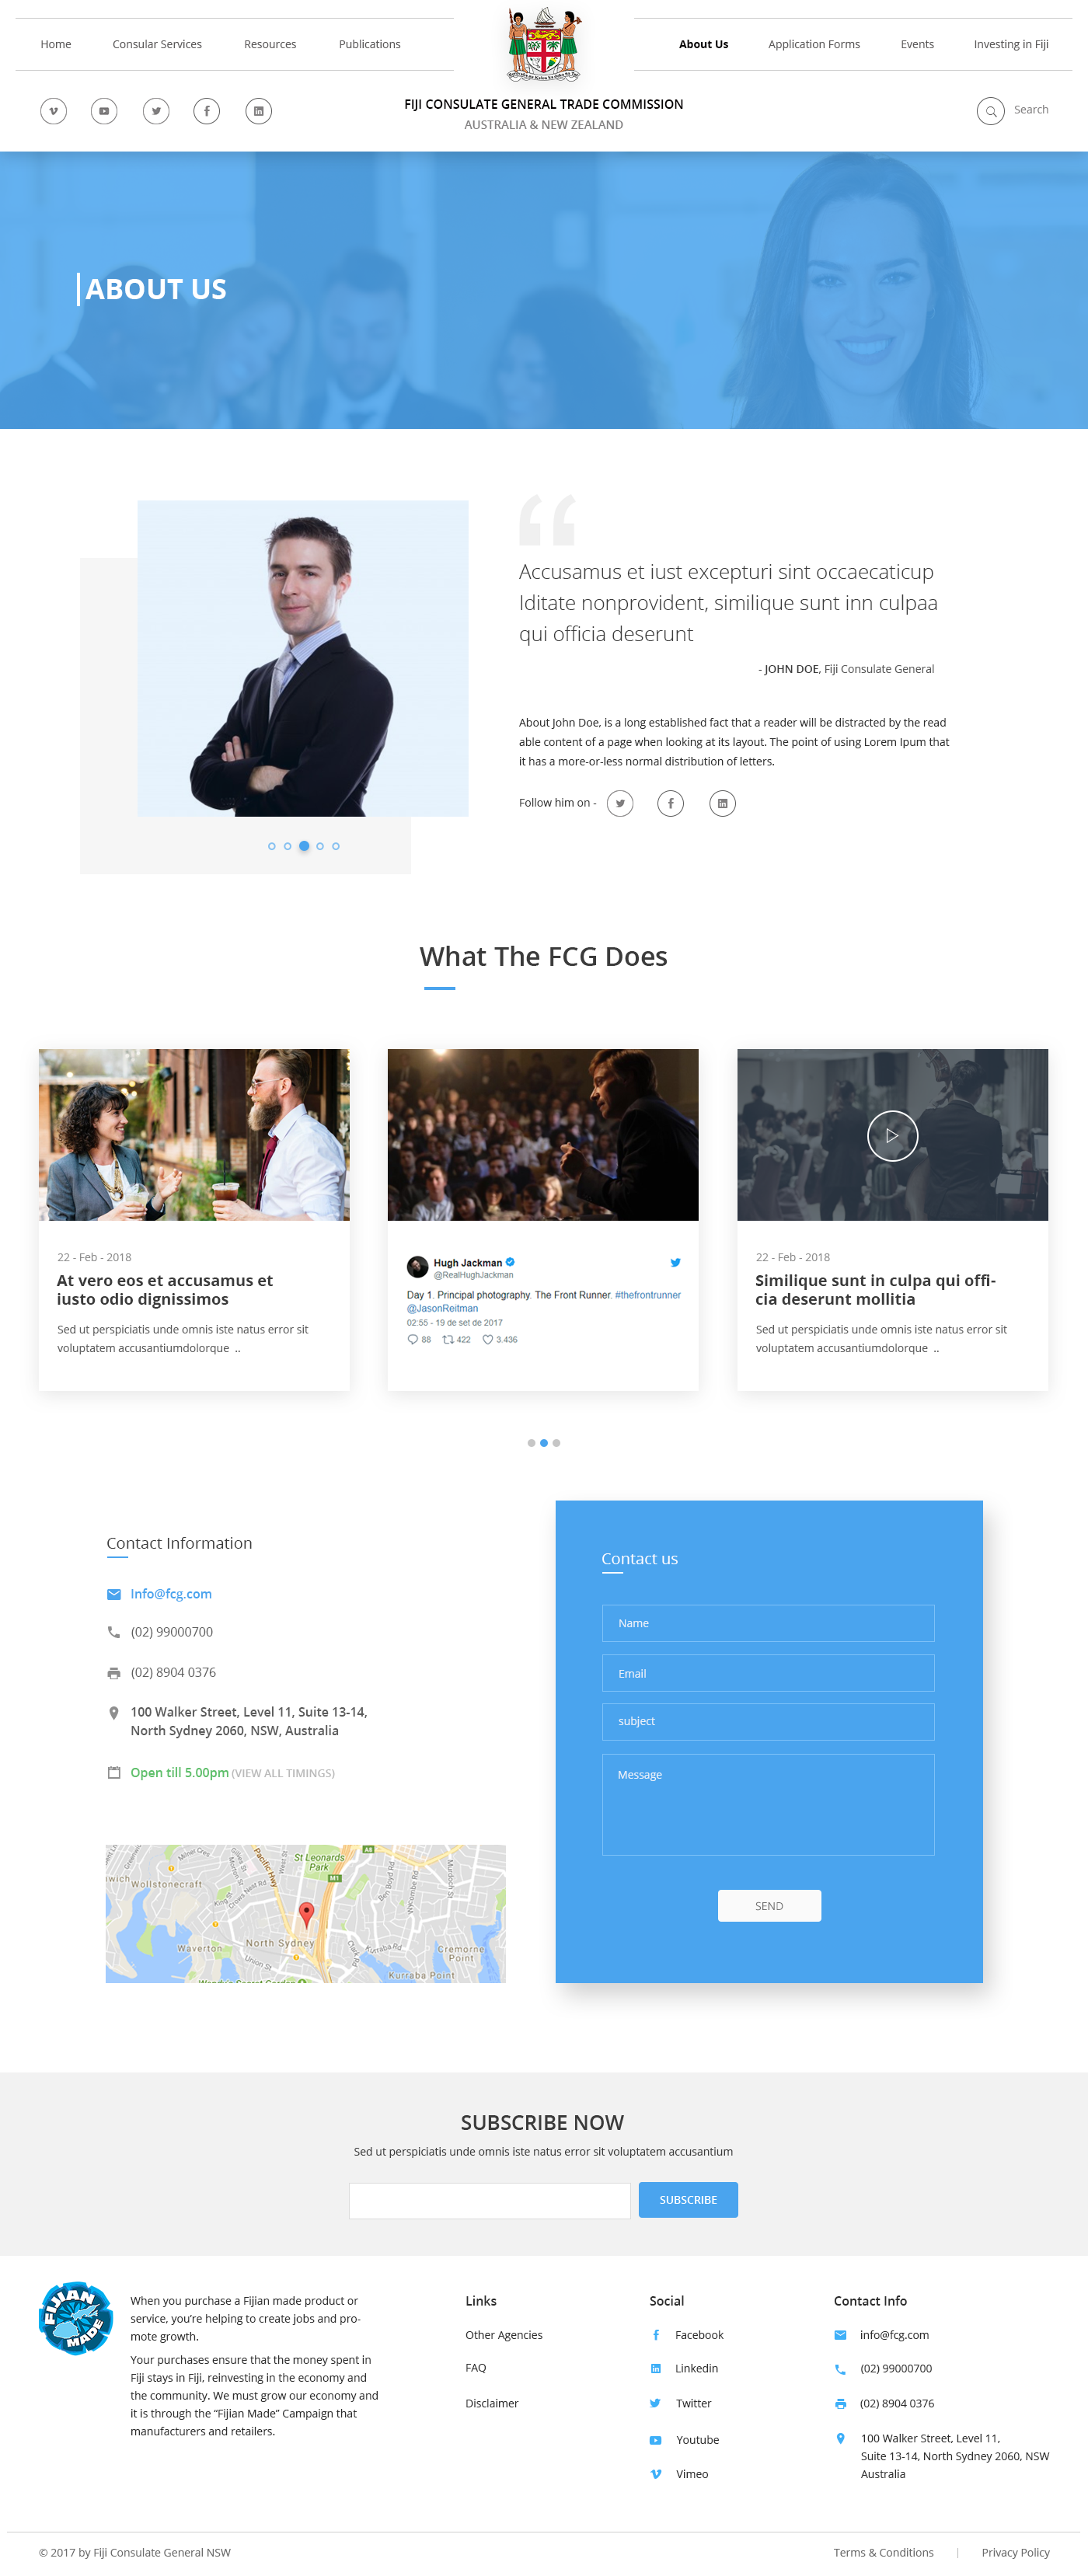 Home
Consular Services
Resources
Publications
About Us
Application Forms
Events
Investing in Fiji
FIJI CONSULATE GENERAL TRADE COMMISSION
AUSTRALIA & NEW ZEALAND
Search
ABOUT US
Accusamus et iust excepturi sint occaecaticup
Iditate nonprovident, similique sunt inn culpaa
qui officia deserunt
- JOHN DOE, Fiji Consulate General
About John Doe, is a long established fact that a reader will be distracted by the read
able content of a page when looking at its layout. The point of using Lorem Ipum that
it has a more-or-less normal distribution of letters.
Follow him on -
What The FCG Does
22 - Feb - 2018
At vero eos et accusamus et
iusto odio dignissimos
Sed ut perspiciatis unde omnis iste natus error sit
voluptatem accusantiumdolorque ..
Hugh Jackman
@RealHughJackman
Day 1. Principal photography. The Front Runner. #thefrontrunner
@JasonReitman
02:55 - 19 de set de 2017
88 422 3.436
22 - Feb - 2018
Similique sunt in culpa qui offi-
cia deserunt mollitia
Sed ut perspiciatis unde omnis iste natus error sit
voluptatem accusantiumdolorque ..
Contact Information
Info@fcg.com
(02) 99000700
(02) 8904 0376
100 Walker Street, Level 11, Suite 13-14,
North Sydney 2060, NSW, Australia
Open till 5.00pm (VIEW ALL TIMINGS)
St Leonards
Park
Pacific Hwy
A8
M1
Wollstonecraft
Waverton
North Sydney
Union St
Kurraba Rd
Cremorne
Point
Kurraba Point
Contact us
Name
Email
subject
Message
SEND
SUBSCRIBE NOW
Sed ut perspiciatis unde omnis iste natus error sit voluptatem accusantium
SUBSCRIBE
FIJIAN
MADE
When you purchase a Fijian made product or
service, you’re helping to create jobs and pro-
mote growth.
Your purchases ensure that the money spent in
Fiji stays in Fiji, reinvesting in the economy and
the community. We must grow our economy and
it is through the “Fijian Made” Campaign that
manufacturers and retailers.
Links
Other Agencies
FAQ
Disclaimer
Social
Facebook
Linkedin
Twitter
Youtube
Vimeo
Contact Info
info@fcg.com
(02) 99000700
(02) 8904 0376
100 Walker Street, Level 11,
Suite 13-14, North Sydney 2060, NSW
Australia
© 2017 by Fiji Consulate General NSW
Terms & Conditions
|
Privacy Policy